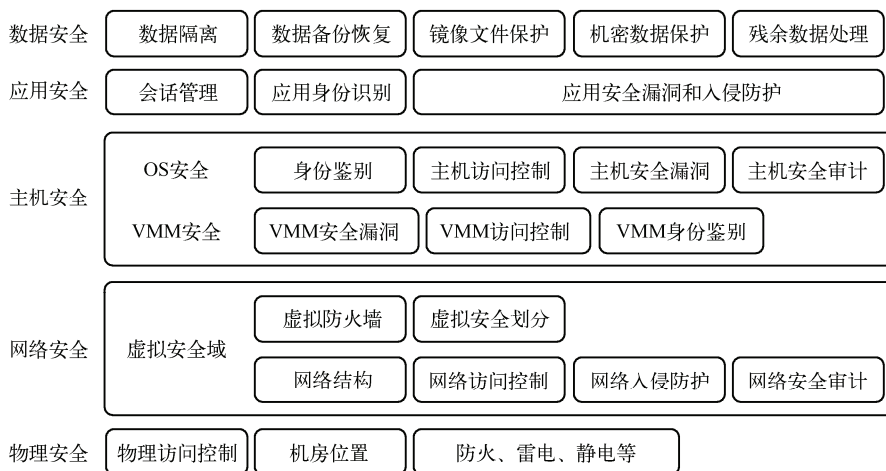 数据安全 数据隔离 数据备份恢复 镜像文件保护 机密数据保护 残余数据处理
应用安全 会话管理 应用身份识别 应用安全漏洞和入侵防护
主机安全
OS安全 身份鉴别 主机访问控制 主机安全漏洞 主机安全审计
VMM安全 VMM安全漏洞 VMM访问控制 VMM身份鉴别
网络安全 虚拟安全域
虚拟防火墙 虚拟安全划分
网络结构 网络访问控制 网络入侵防护 网络安全审计
物理安全 物理访问控制 机房位置 防火、雷电、静电等